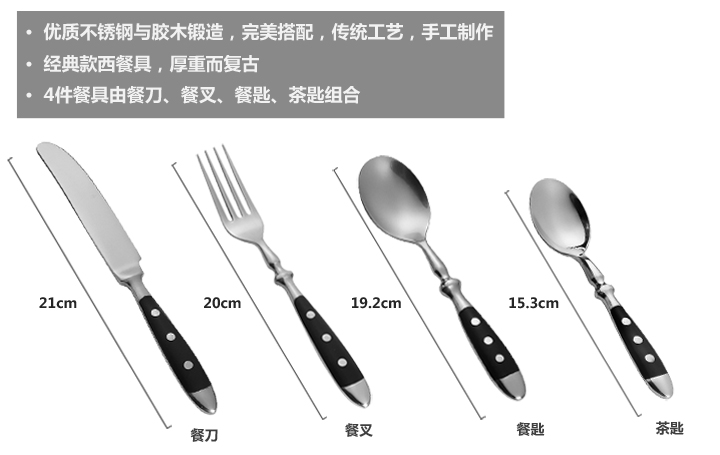 • 优质不锈钢与胶木锻造，完美搭配，传统工艺，手工制作
• 经典款西餐具，厚重而复古
• 4件餐具由餐刀、餐叉、餐匙、茶匙组合
21cm
20cm
19.2cm
15.3cm
餐刀
餐叉
餐匙
茶匙